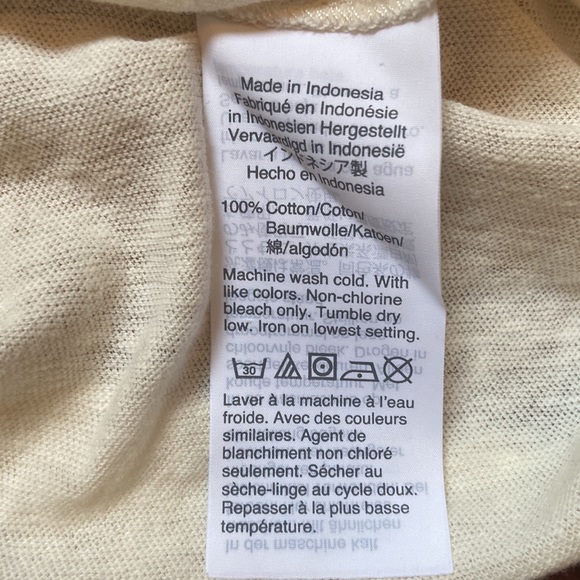 Made in Indonesia
Fabriqué en Indonésie
in Indonesien Hergestellt
Vervaardigd in Indonesië
インドネシア製
Hecho en Indonesia
100% Cotton/Coton/
Baumwolle/Katoen/
綿/algodón
Machine wash cold. With
like colors. Non-chlorine
bleach only. Tumble dry
low. Iron on lowest setting.
30
Laver à la machine à l'eau
froide. Avec des couleurs
similaires. Agent de
blanchiment non chloré
seulement. Sécher au
sèche-linge au cycle doux.
Repasser à la plus basse
température.